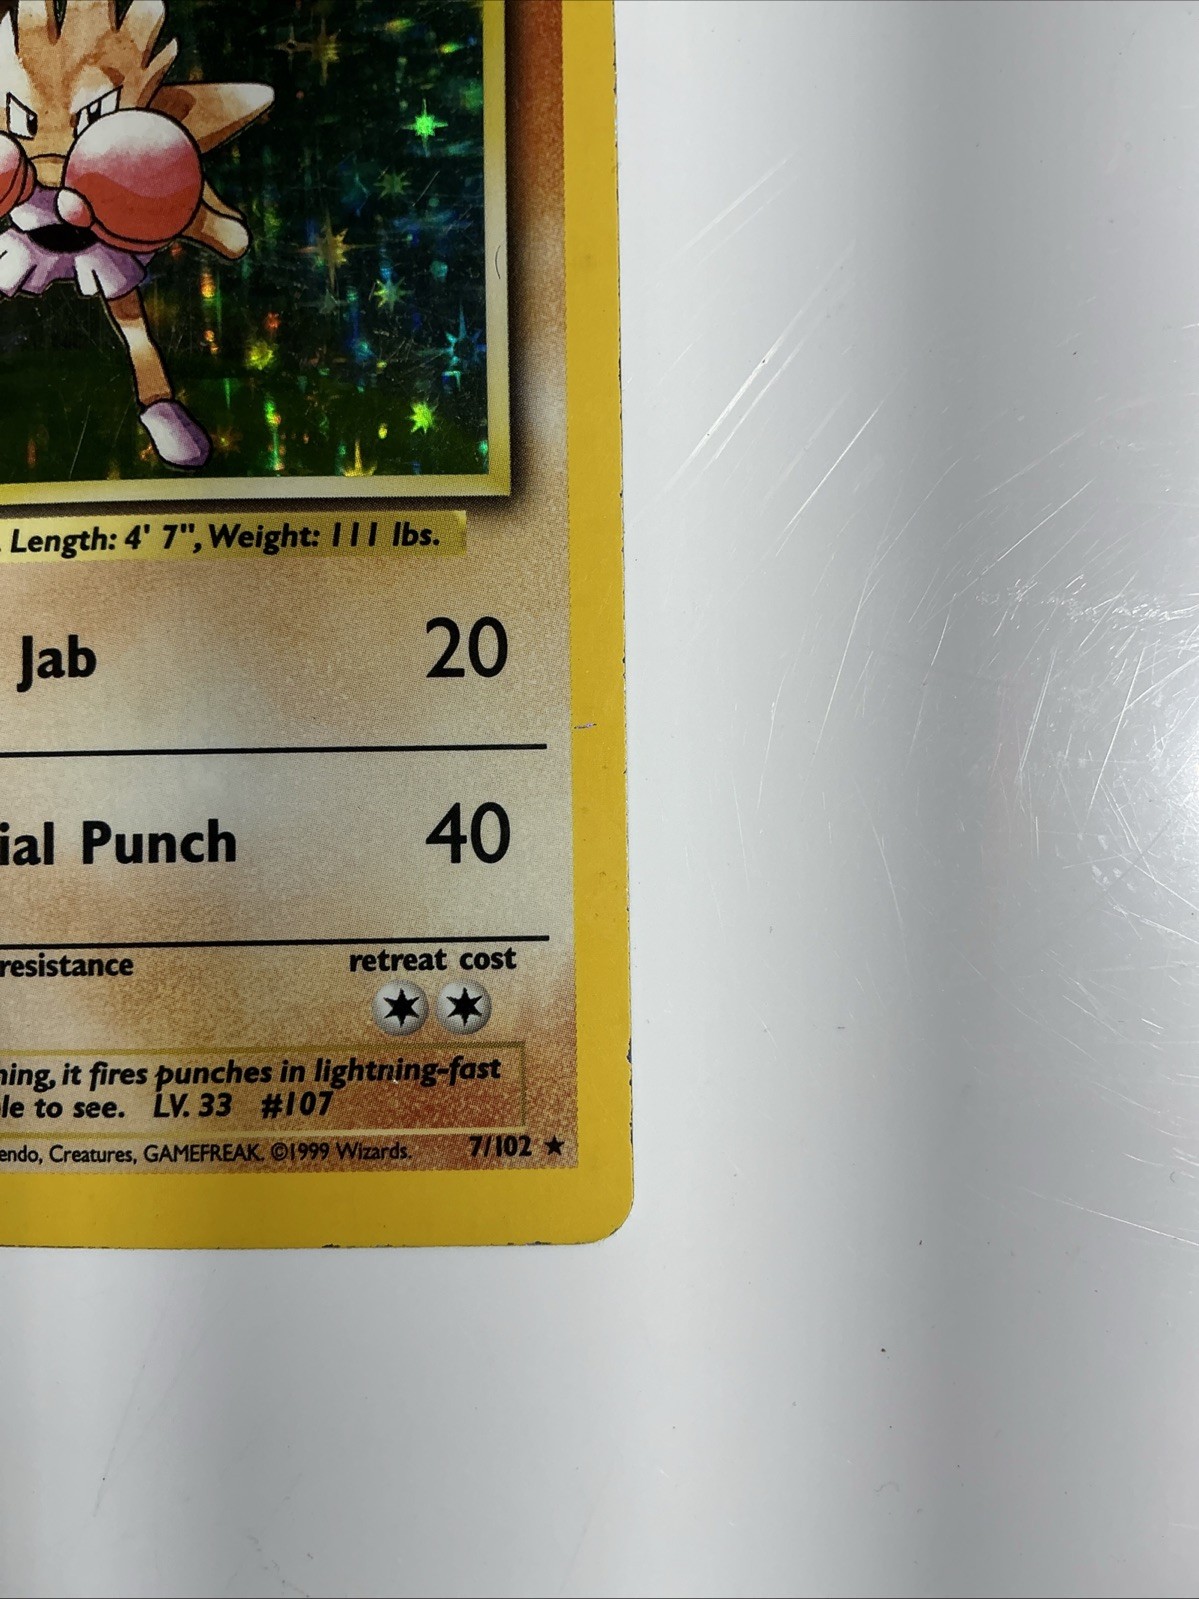 . Length: 4' 7", Weight: 111 lbs.
Jab 20
ial Punch 40
resistance retreat cost
ning, it fires punches in lightning-fast
le to see. LV. 33 #107
endo, Creatures, GAMEFREAK. ©1999 Wizards. 7/102 ★